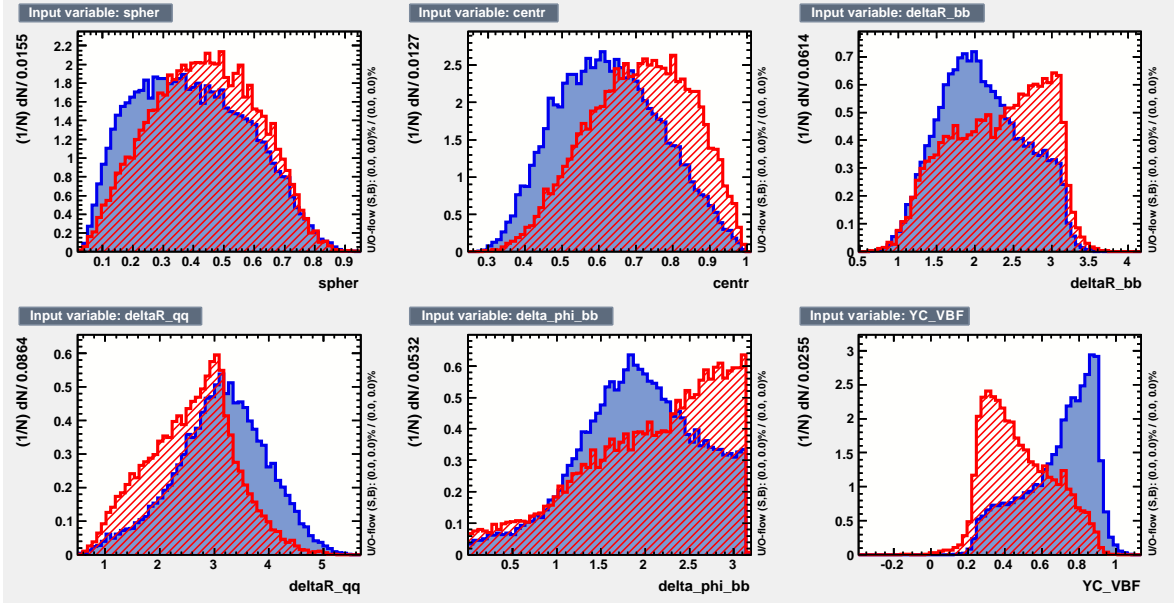 Input variable: spher
(1/N) dN/ 0.0155
2.2
2
1.8
1.6
1.4
1.2
1
0.8
0.6
0.4
0.2
0
0.1 0.2 0.3 0.4 0.5 0.6 0.7 0.8 0.9
spher
U/O-flow (S,B): (0.0, 0.0)% / (0.0, 0.0)%
Input variable: centr
(1/N) dN/ 0.0127
2.5
2
1.5
1
0.5
0
0.3 0.4 0.5 0.6 0.7 0.8 0.9 1
centr
U/O-flow (S,B): (0.0, 0.0)% / (0.0, 0.0)%
Input variable: deltaR_bb
(1/N) dN/ 0.0614
0.7
0.6
0.5
0.4
0.3
0.2
0.1
0
0.5 1 1.5 2 2.5 3 3.5 4
deltaR_bb
U/O-flow (S,B): (0.0, 0.0)% / (0.0, 0.0)%
Input variable: deltaR_qq
(1/N) dN/ 0.0864
0.6
0.5
0.4
0.3
0.2
0.1
0
1 2 3 4 5
deltaR_qq
U/O-flow (S,B): (0.0, 0.0)% / (0.0, 0.0)%
Input variable: delta_phi_bb
(1/N) dN/ 0.0532
0.6
0.5
0.4
0.3
0.2
0.1
0
0.5 1 1.5 2 2.5 3
delta_phi_bb
U/O-flow (S,B): (0.0, 0.0)% / (0.0, 0.0)%
Input variable: YC_VBF
(1/N) dN/ 0.0255
3
2.5
2
1.5
1
0.5
0
-0.2 0 0.2 0.4 0.6 0.8 1
YC_VBF
U/O-flow (S,B): (0.0, 0.0)% / (0.0, 0.0)%